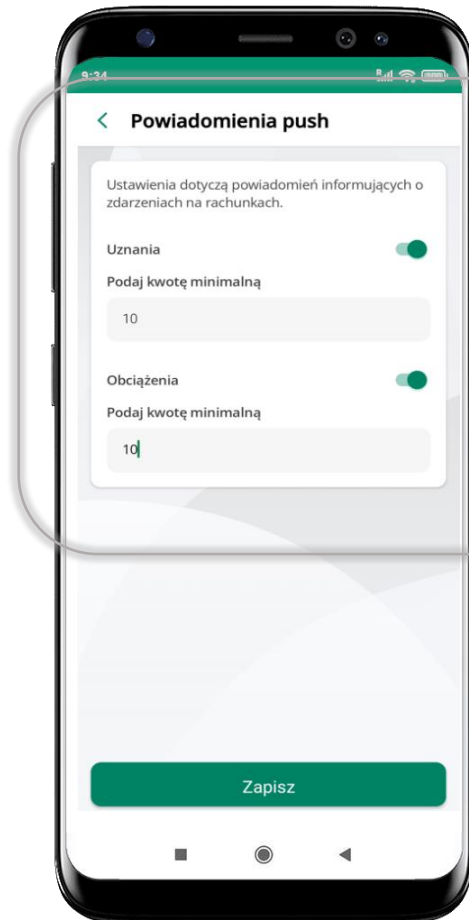 9:34
Powiadomienia push
Ustawienia dotyczą powiadomień informujących o
zdarzeniach na rachunkach.
Uznania
Podaj kwotę minimalną
10
Obciążenia
Podaj kwotę minimalną
10
Zapisz